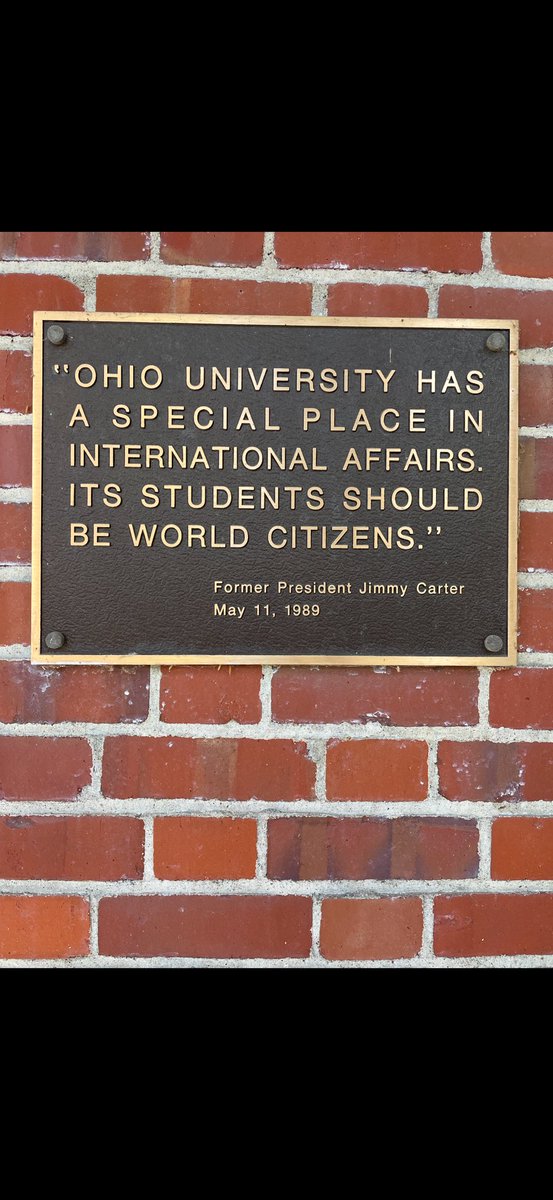 "OHIO UNIVERSITY HAS
A SPECIAL PLACE IN
INTERNATIONAL AFFAIRS.
ITS STUDENTS SHOULD
BE WORLD CITIZENS."
Former President Jimmy Carter
May 11, 1989